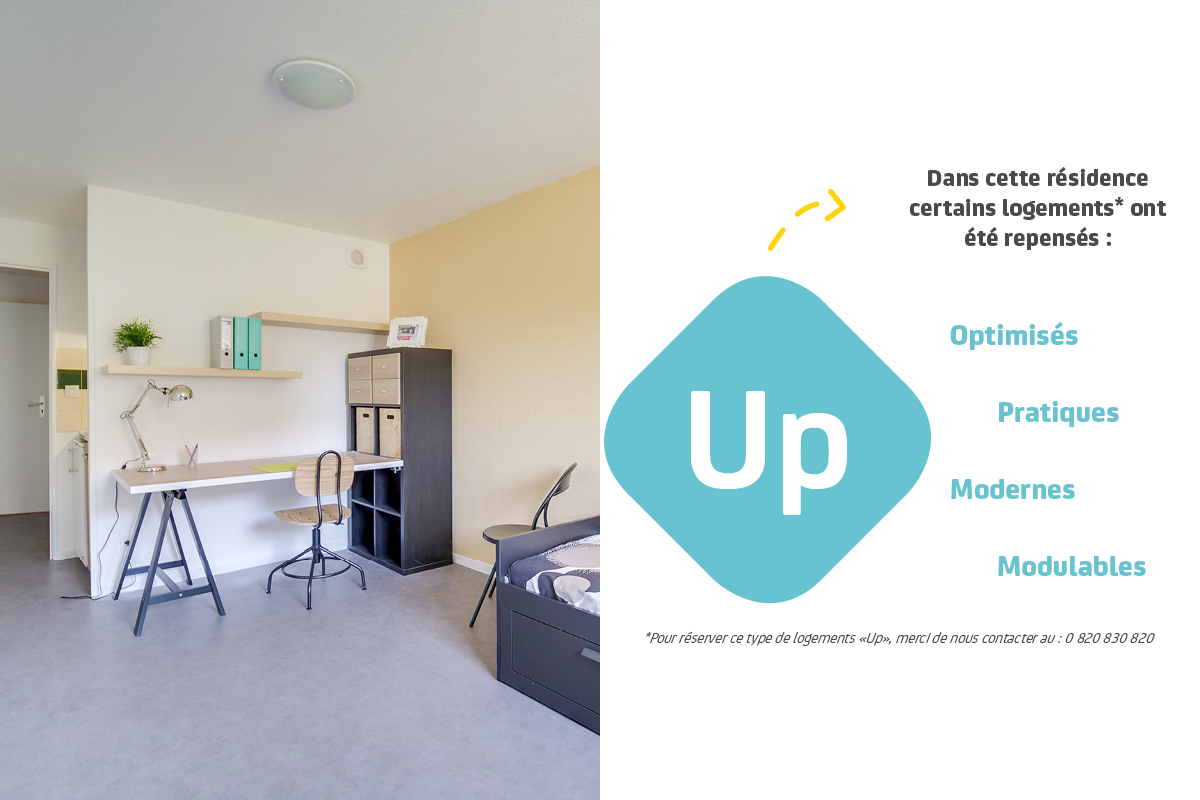 Dans cette résidence
certains logements* ont
été repensés :
Up
Optimisés
Pratiques
Modernes
Modulables
*Pour réserver ce type de logements «Up», merci de nous contacter au : 0 820 830 820